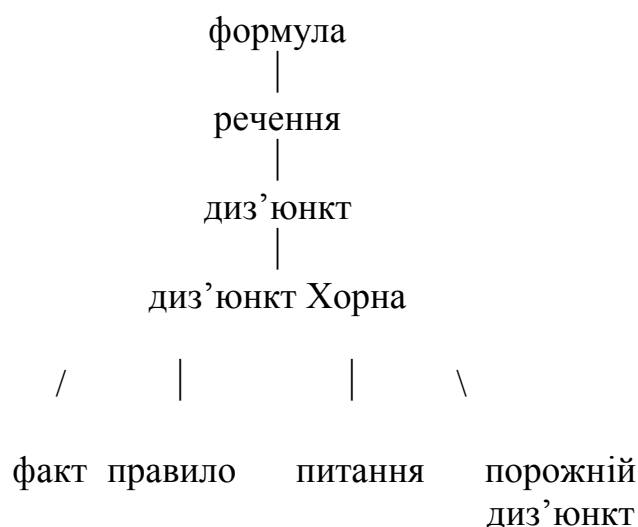 формула
речення
диз’юнкт
диз’юнкт Хорна
факт правило питання порожній
диз’юнкт